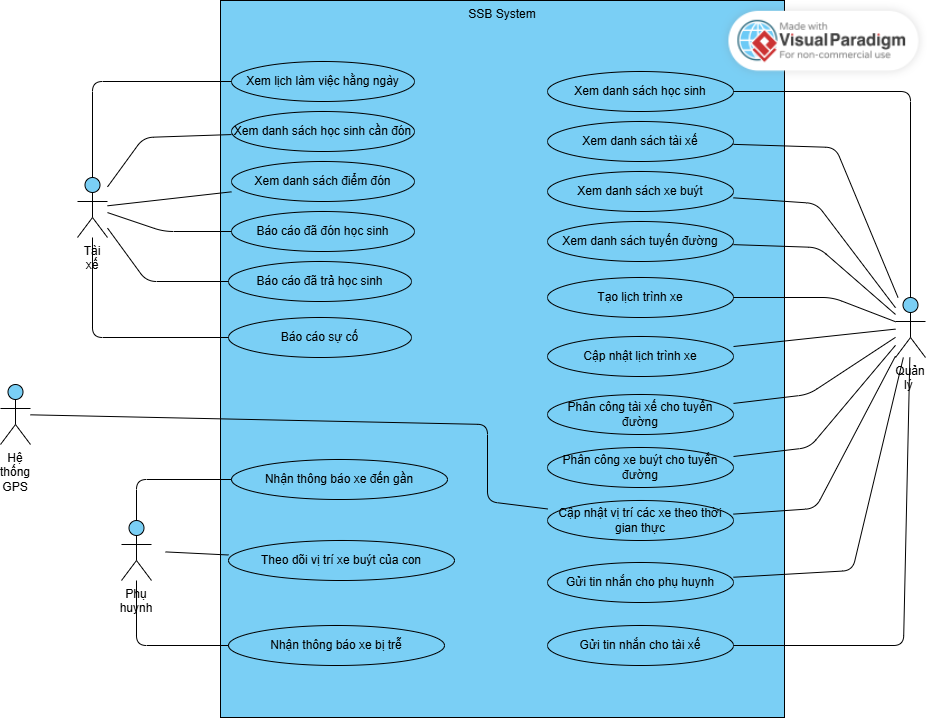 SSB System
Made with
VisualParadigm
For non-commercial use
Xem lịch làm việc hằng ngày
Xem danh sách học sinh cần đón
Xem danh sách điểm đón
Báo cáo đã đón học sinh
Báo cáo đã trả học sinh
Báo cáo sự cố
Tài
xế
Hệ
thống
GPS
Nhận thông báo xe đến gần
Theo dõi vị trí xe buýt của con
Nhận thông báo xe bị trễ
Phụ
huynh
Xem danh sách học sinh
Xem danh sách tài xế
Xem danh sách xe buýt
Xem danh sách tuyến đường
Tạo lịch trình xe
Cập nhật lịch trình xe
Phân công tài xế cho tuyến
đường
Phân công xe buýt cho tuyến
đường
Cập nhật vị trí các xe theo thời
gian thực
Gửi tin nhắn cho phụ huynh
Gửi tin nhắn cho tài xế
Quản
lý